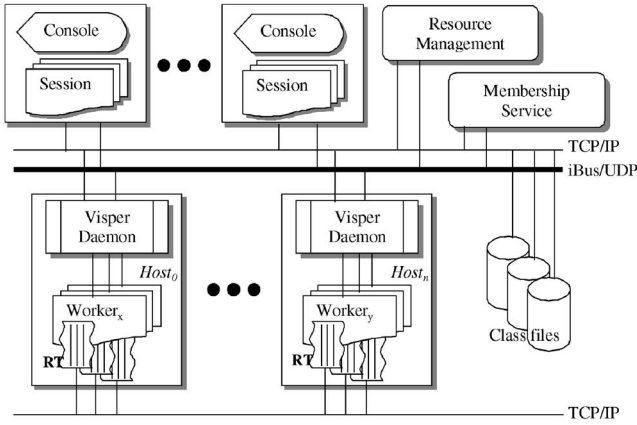 Console
Session
Console
Session
Resource
Management
Membership
Service
TCP/IP
iBus/UDP
Visper
Daemon
Host0
Workerx
RT
Visper
Daemon
Hostn
Workery
RT
Class files
TCP/IP